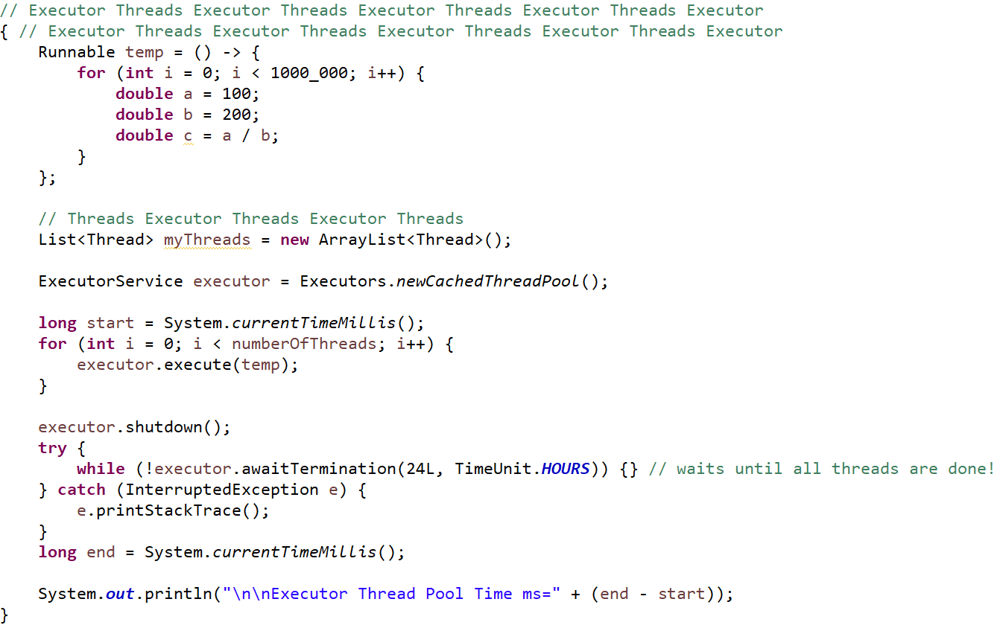 // Executor Threads Executor Threads Executor Threads Executor Threads Executor
{ // Executor Threads Executor Threads Executor Threads Executor Threads Executor
    Runnable temp = () -> {
        for (int i = 0; i < 1000_000; i++) {
            double a = 100;
            double b = 200;
            double c = a / b;
        }
    };

    // Threads Executor Threads Executor Threads
    List<Thread> myThreads = new ArrayList<Thread>();

    ExecutorService executor = Executors.newCachedThreadPool();

    long start = System.currentTimeMillis();
    for (int i = 0; i < numberOfThreads; i++) {
        executor.execute(temp);
    }

    executor.shutdown();
    try {
        while (!executor.awaitTermination(24L, TimeUnit.HOURS)) {} // waits until all threads are done!
    } catch (InterruptedException e) {
        e.printStackTrace();
    }
    long end = System.currentTimeMillis();

    System.out.println("\n\nExecutor Thread Pool Time ms=" + (end - start));
}